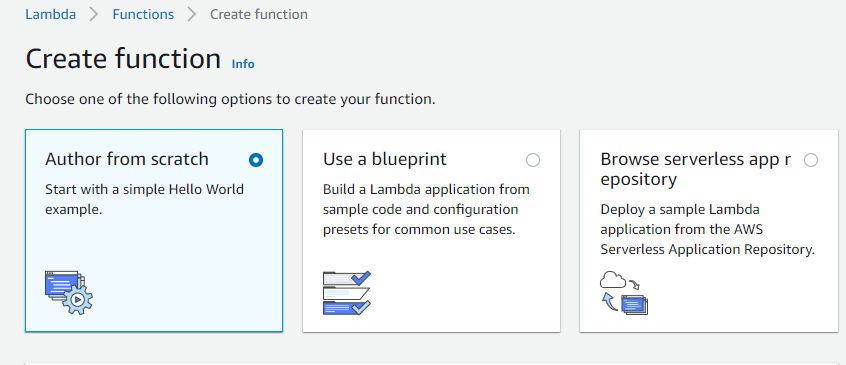 Lambda > Functions > Create function
Create function Info
Choose one of the following options to create your function.
Author from scratch
Start with a simple Hello World
example.
Use a blueprint
Build a Lambda application from
sample code and configuration
presets for common use cases.
Browse serverless app r
epository
Deploy a sample Lambda
application from the AWS
Serverless Application Repository.